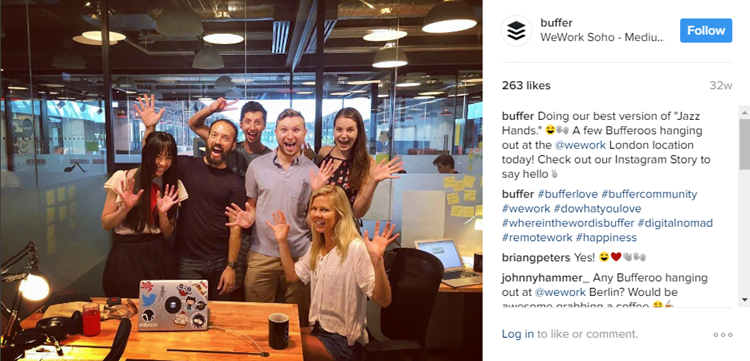 buffer
WeWork Soho - Mediu...
Follow
263 likes
32w
buffer Doing our best version of "Jazz
Hands." 😄🙌 A few Bufferoos hanging
out at the @wework London location
today! Check out our Instagram Story to
say hello✌
buffer #bufferlove #buffercommunity
#wework #dowhatyoulove
#whereinthewordisbuffer #digitalnomad
#remotework #happiness
briangpeters Yes! 😄❤👏🙌
johnnyhammer_ Any Bufferoo hanging
out at @wework Berlin? Would be
awesome grabbing a coffee 😋☕
Log in to like or comment.